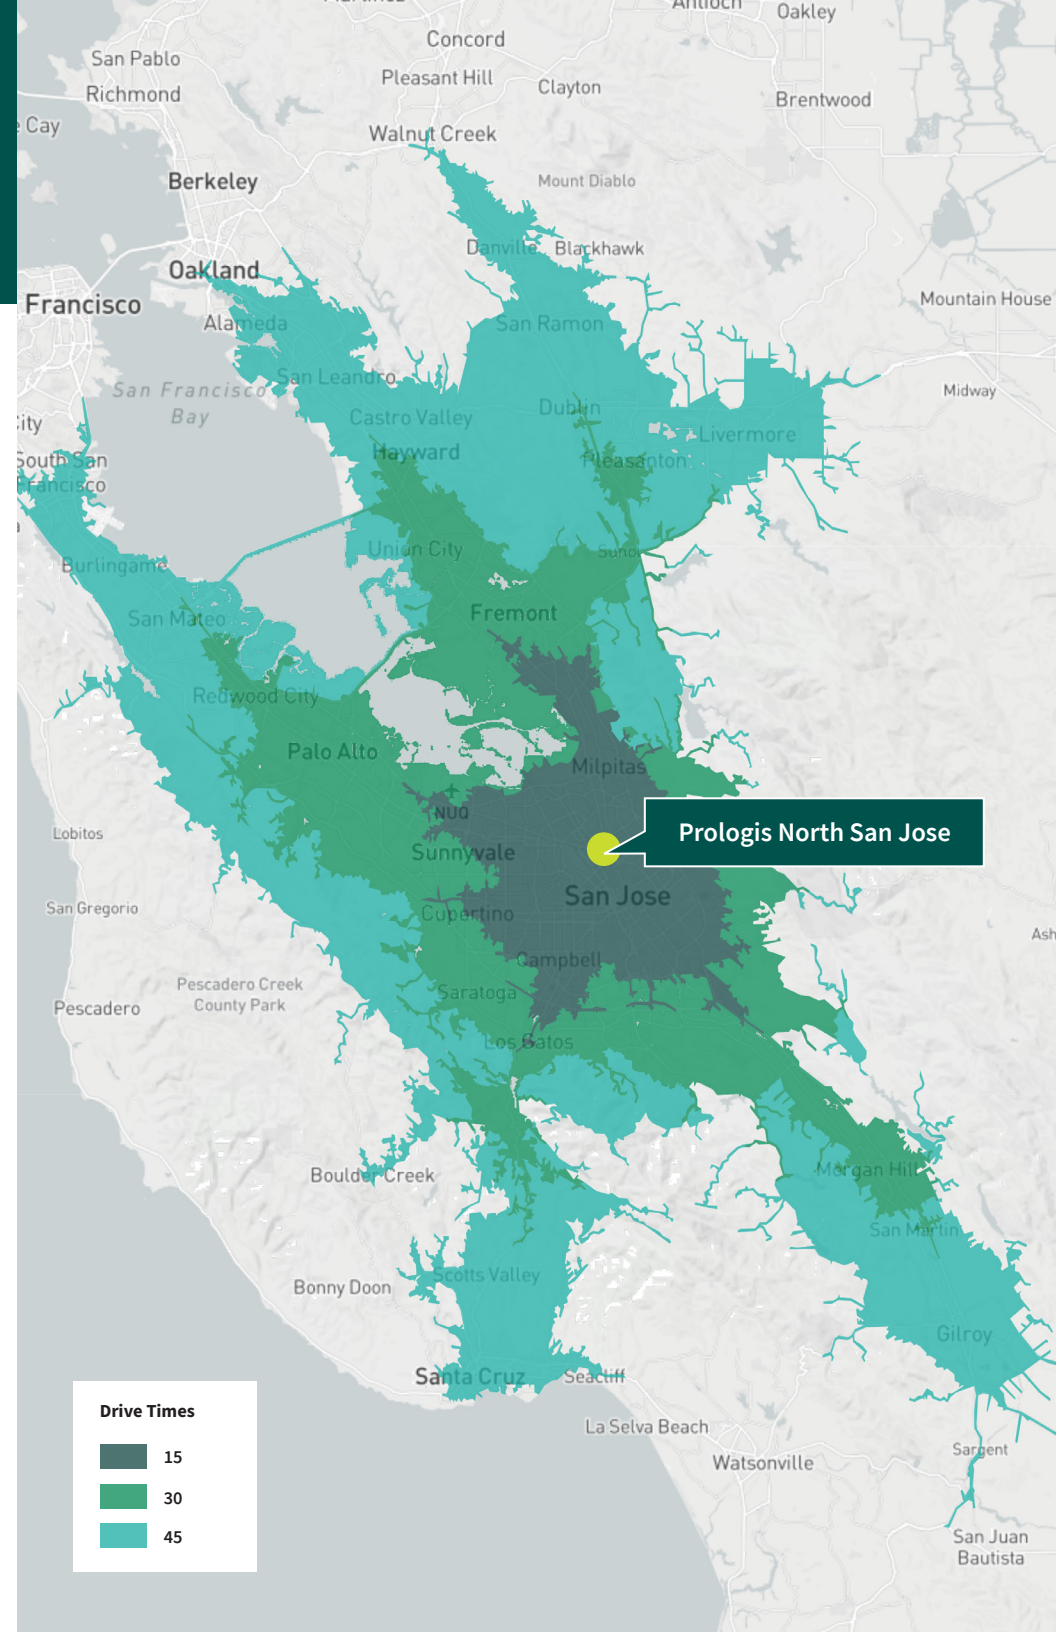 Antioch
Oakley
Concord
San Pablo
Pleasant Hill
Clayton
Richmond
Brentwood
Cay
Walnut Creek
Berkeley
Mount Diablo
Danville
Blackhawk
Oakland
Francisco
Mountain House
Alameda
San Ramon
San Leandro
San Francisco
Bay
Midway
Castro Valley
Dublin
City
Livermore
Hayward
South San
Francisco
Pleasanton
Union City
Sunol
Burlingame
San Mateo
Fremont
Redwood City
Palo Alto
Milpitas
NUQ
Prologis North San Jose
Lobitos
Sunnyvale
San Jose
San Gregorio
Cupertino
Ash
Campbell
Pescadero Creek
County Park
Saratoga
Pescadero
Los Gatos
Boulder Creek
Morgan Hill
San Martin
Scotts Valley
Bonny Doon
Gilroy
Santa Cruz
Seacliff
La Selva Beach
Watsonville
Sargent
San Juan
Bautista
Drive Times
15
30
45